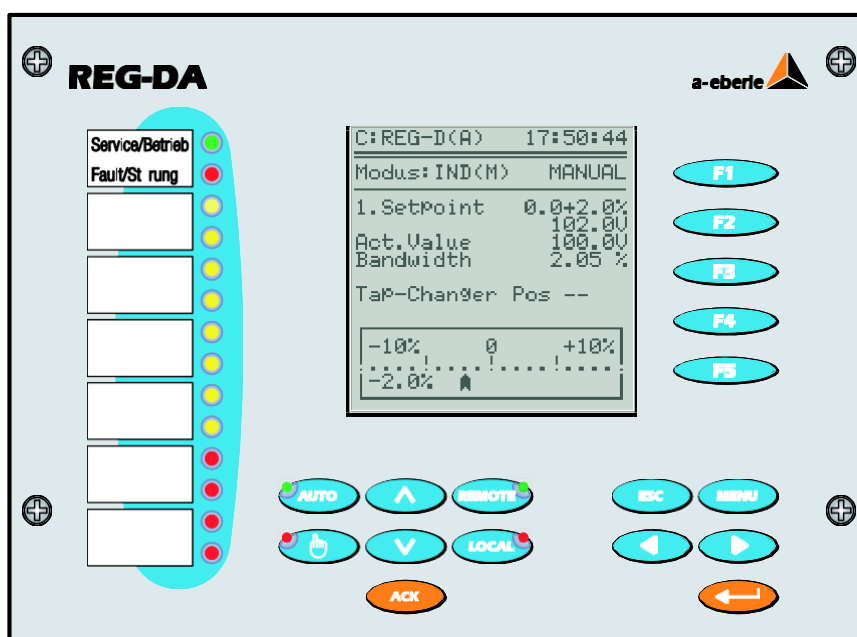 REG-DA
a-eberle
Service/Betrieb
Fault/St rung
C:REG-D(A) 17:50:44
Modus:IND(M) MANUAL
1.Setpoint 0.0+2.0%
102.0V
Act.Value 100.0V
Bandwidth 2.05 %
Tap-Changer Pos --
-10% 0 +10%
-2.0%
F1
F2
F3
F4
F5
AUTO
REMOTE
ESC
MENU
LOCAL
ACK